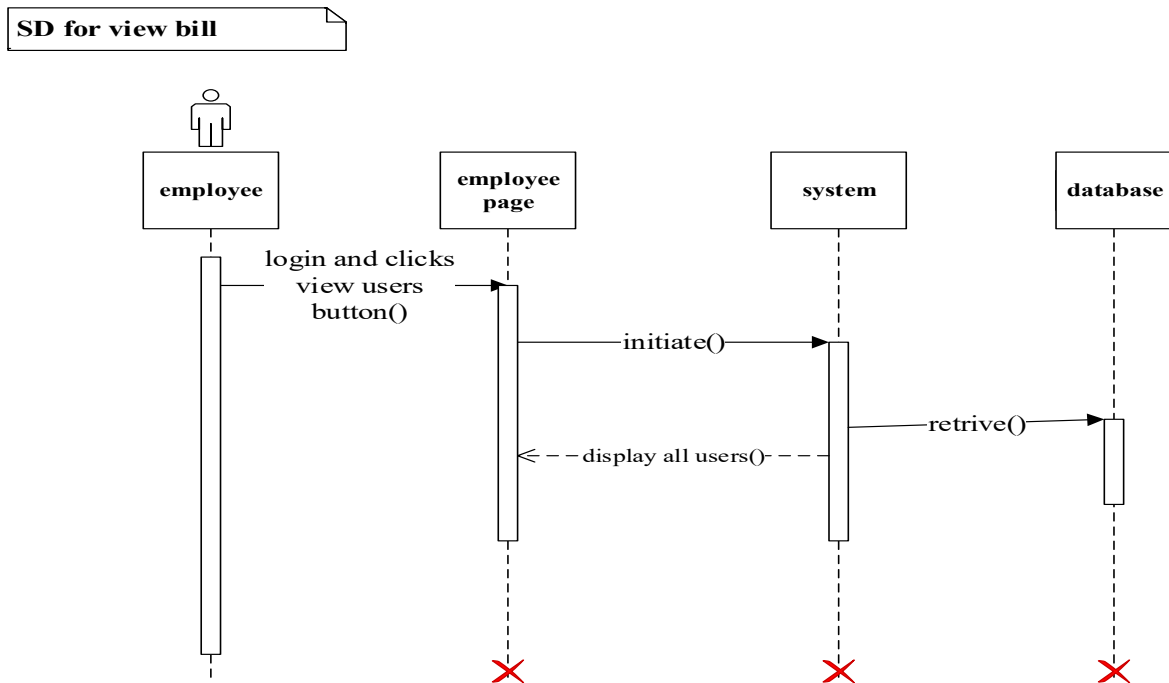 SD for view bill
employee
employee
page
system
database
login and clicks
view users
button()
initiate()
retrive()
display all users()